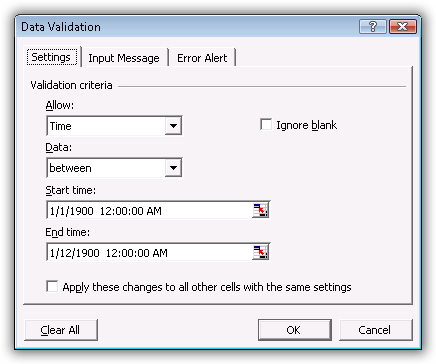 Data Validation
Settings Input Message Error Alert
Validation criteria
Allow:
Time
Ignore blank
Data:
between
Start time:
1/1/1900 12:00:00 AM
End time:
1/12/1900 12:00:00 AM
Apply these changes to all other cells with the same settings
Clear All OK Cancel